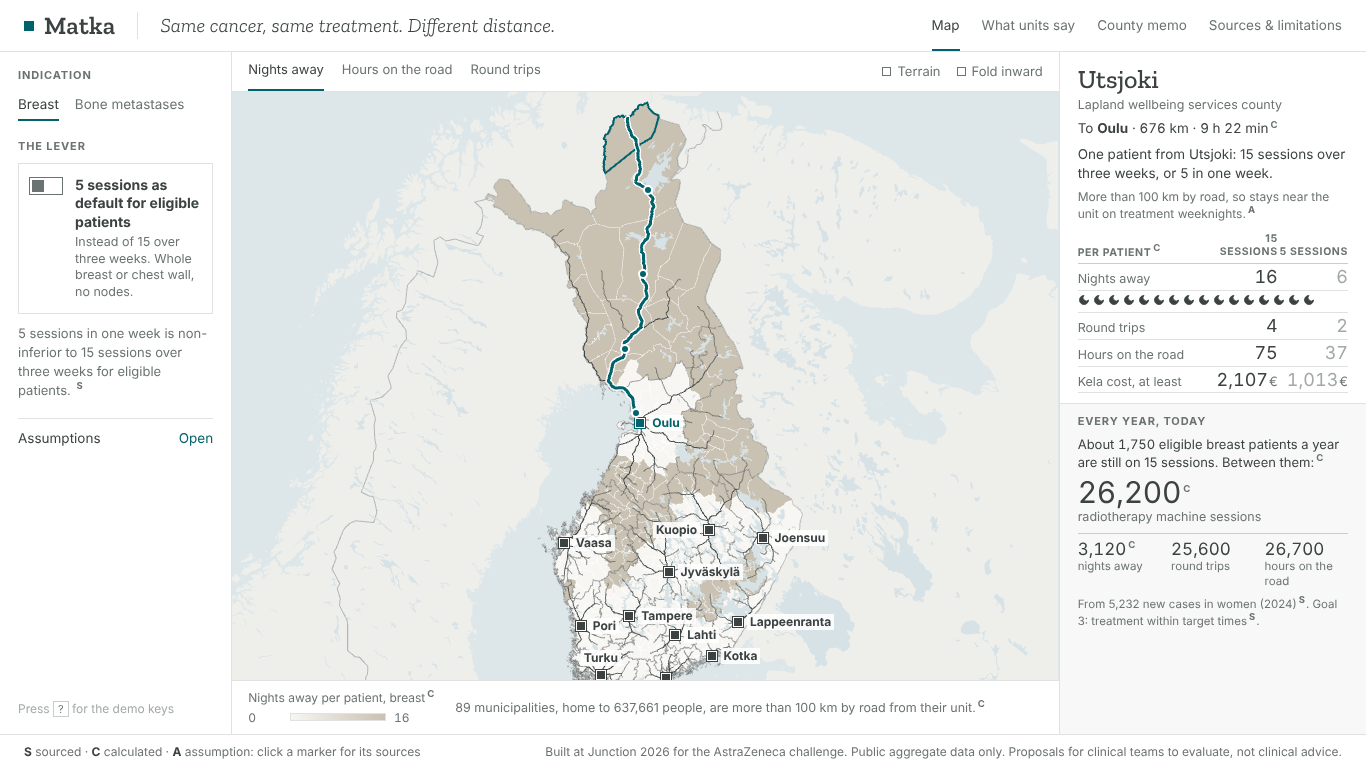 Matka
Same cancer, same treatment. Different distance.
Map What units say County memo Sources & limitations
INDICATION
Breast Bone metastases
THE LEVER
5 sessions as
default for eligible
patients
Instead of 15 over
three weeks. Whole
breast or chest wall,
no nodes.
5 sessions in one week is non-
inferior to 15 sessions over
three weeks for eligible
patients. S
Assumptions Open
Press ? for the demo keys
Nights away Hours on the road Round trips
Terrain Fold inward
Oulu
Kuopio
Joensuu
Vaasa
Jyväskylä
Tampere
Pori
Lappeenranta
Lahti
Turku
Kotka
Nights away per patient, breast C
0 16
89 municipalities, home to 637,661 people, are more than 100 km by road from their unit. C
Utsjoki
Lapland wellbeing services county
To Oulu · 676 km · 9 h 22 min C
One patient from Utsjoki: 15 sessions over
three weeks, or 5 in one week.
More than 100 km by road, so stays near the
unit on treatment weeknights. A
PER PATIENT C 15 SESSIONS 5 SESSIONS
Nights away 16 6
Round trips 4 2
Hours on the road 75 37
Kela cost, at least 2,107 € 1,013 €
EVERY YEAR, TODAY
About 1,750 eligible breast patients a year
are still on 15 sessions. Between them: C
26,200 C
radiotherapy machine sessions
3,120 C 25,600 26,700
nights away round trips hours on the
road
From 5,232 new cases in women (2024) S. Goal
3: treatment within target times S.
S sourced · C calculated · A assumption: click a marker for its sources
Built at Junction 2026 for the AstraZeneca challenge. Public aggregate data only. Proposals for clinical teams to evaluate, not clinical advice.